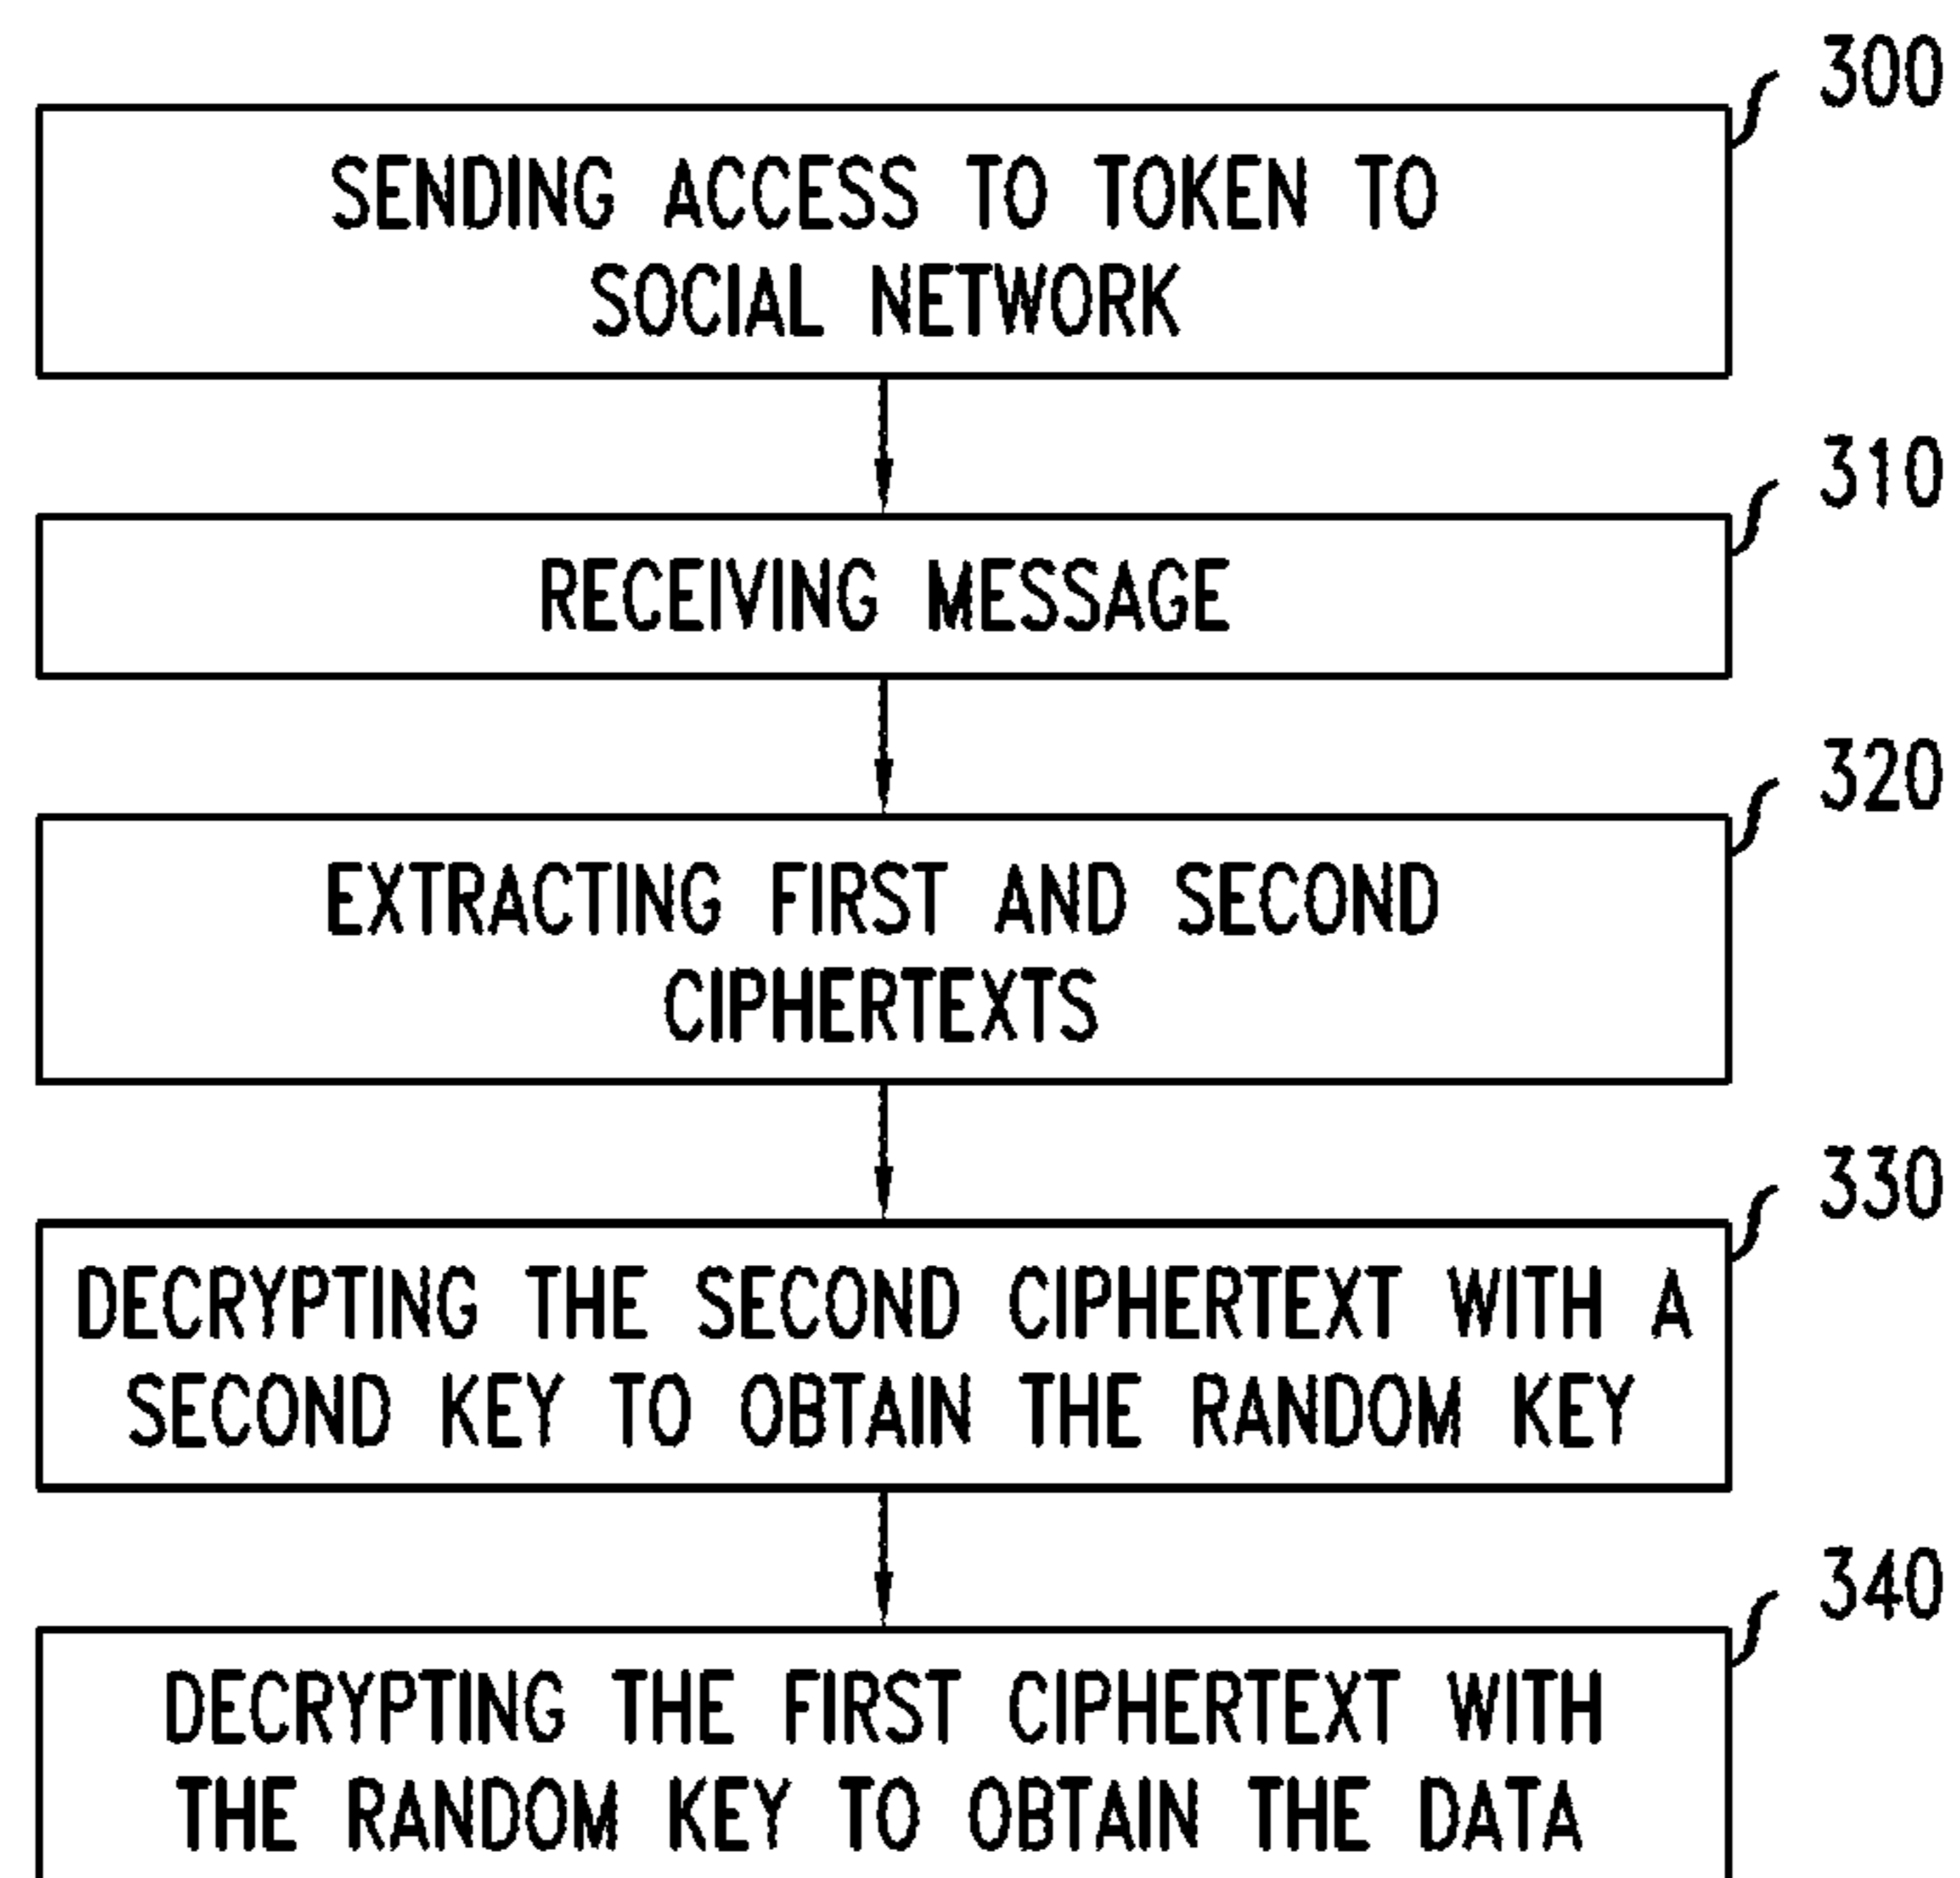 300
SENDING ACCESS TO TOKEN TO
SOCIAL NETWORK
310
RECEIVING MESSAGE
320
EXTRACTING FIRST AND SECOND
CIPHERTEXTS
330
DECRYPTING THE SECOND CIPHERTEXT WITH A
SECOND KEY TO OBTAIN THE RANDOM KEY
340
DECRYPTING THE FIRST CIPHERTEXT WITH
THE RANDOM KEY TO OBTAIN THE DATA